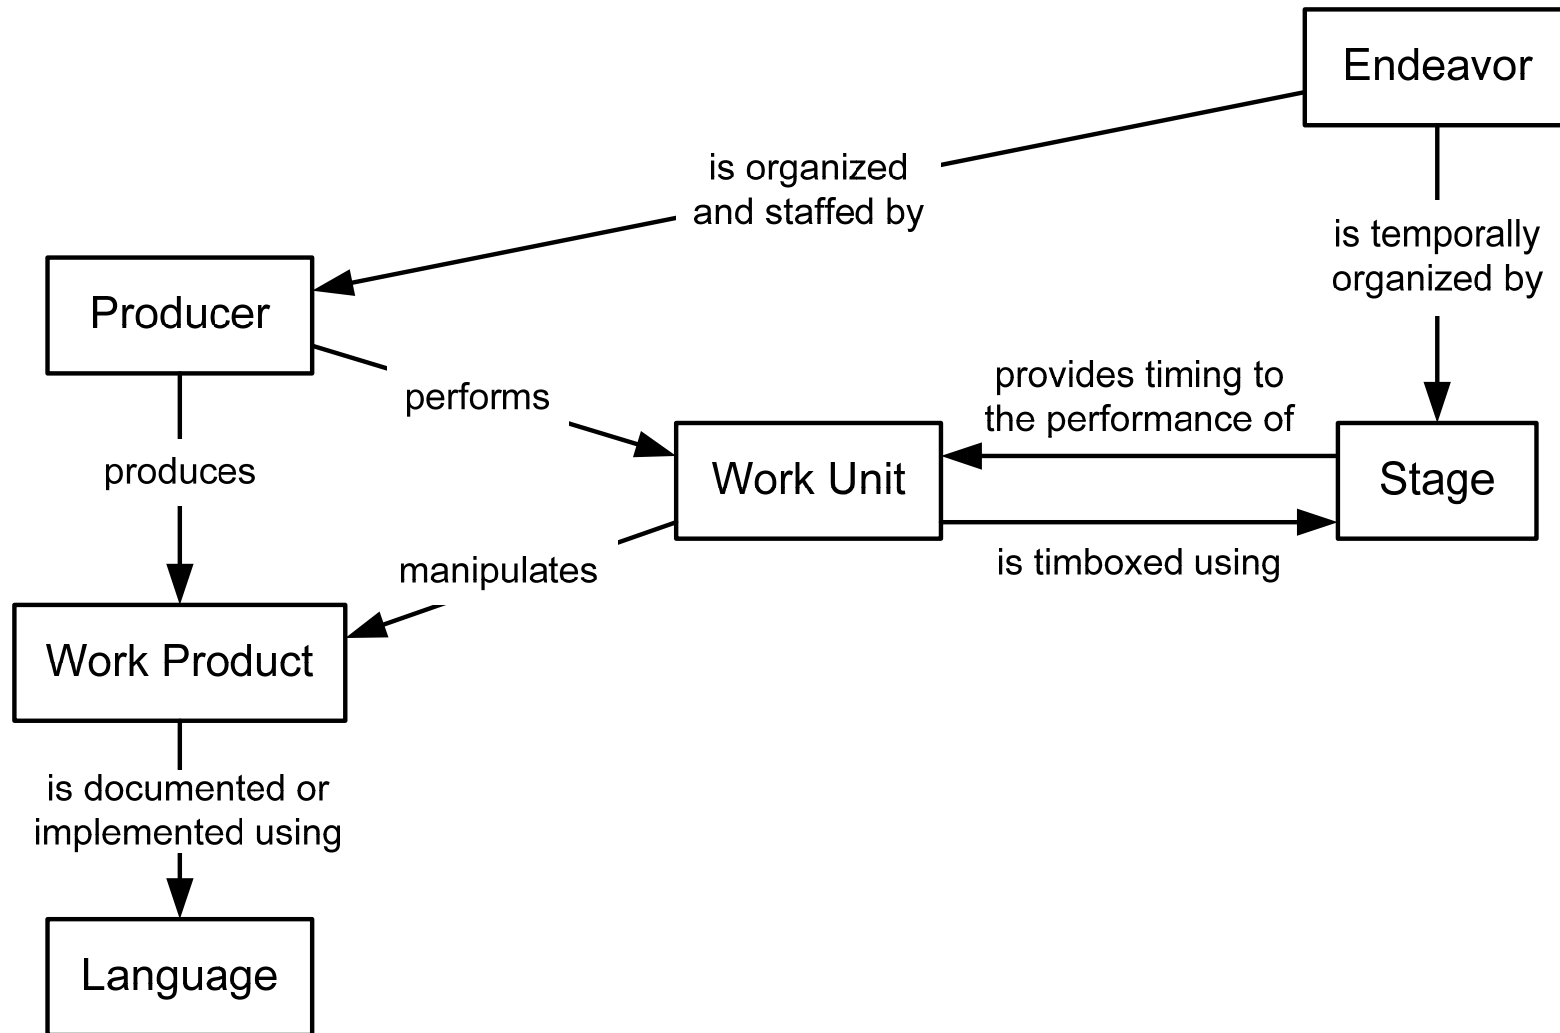 Endeavor
is organized
and staffed by
is temporally
organized by
Producer
performs
provides timing to
the performance of
produces
Work Unit
Stage
manipulates
is timboxed using
Work Product
is documented or
implemented using
Language